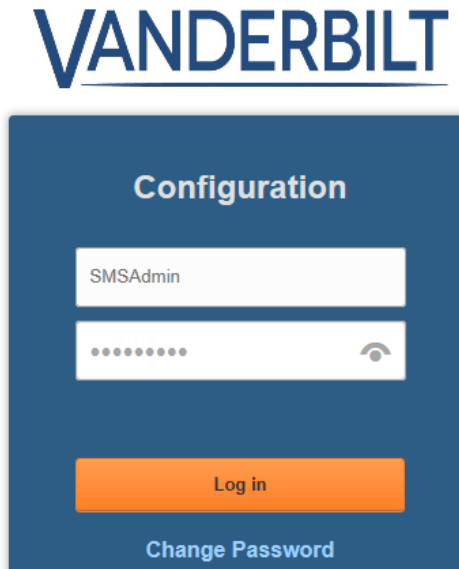 VANDERBILT
Configuration
SMSAdmin
•••••••••
Log in
Change Password